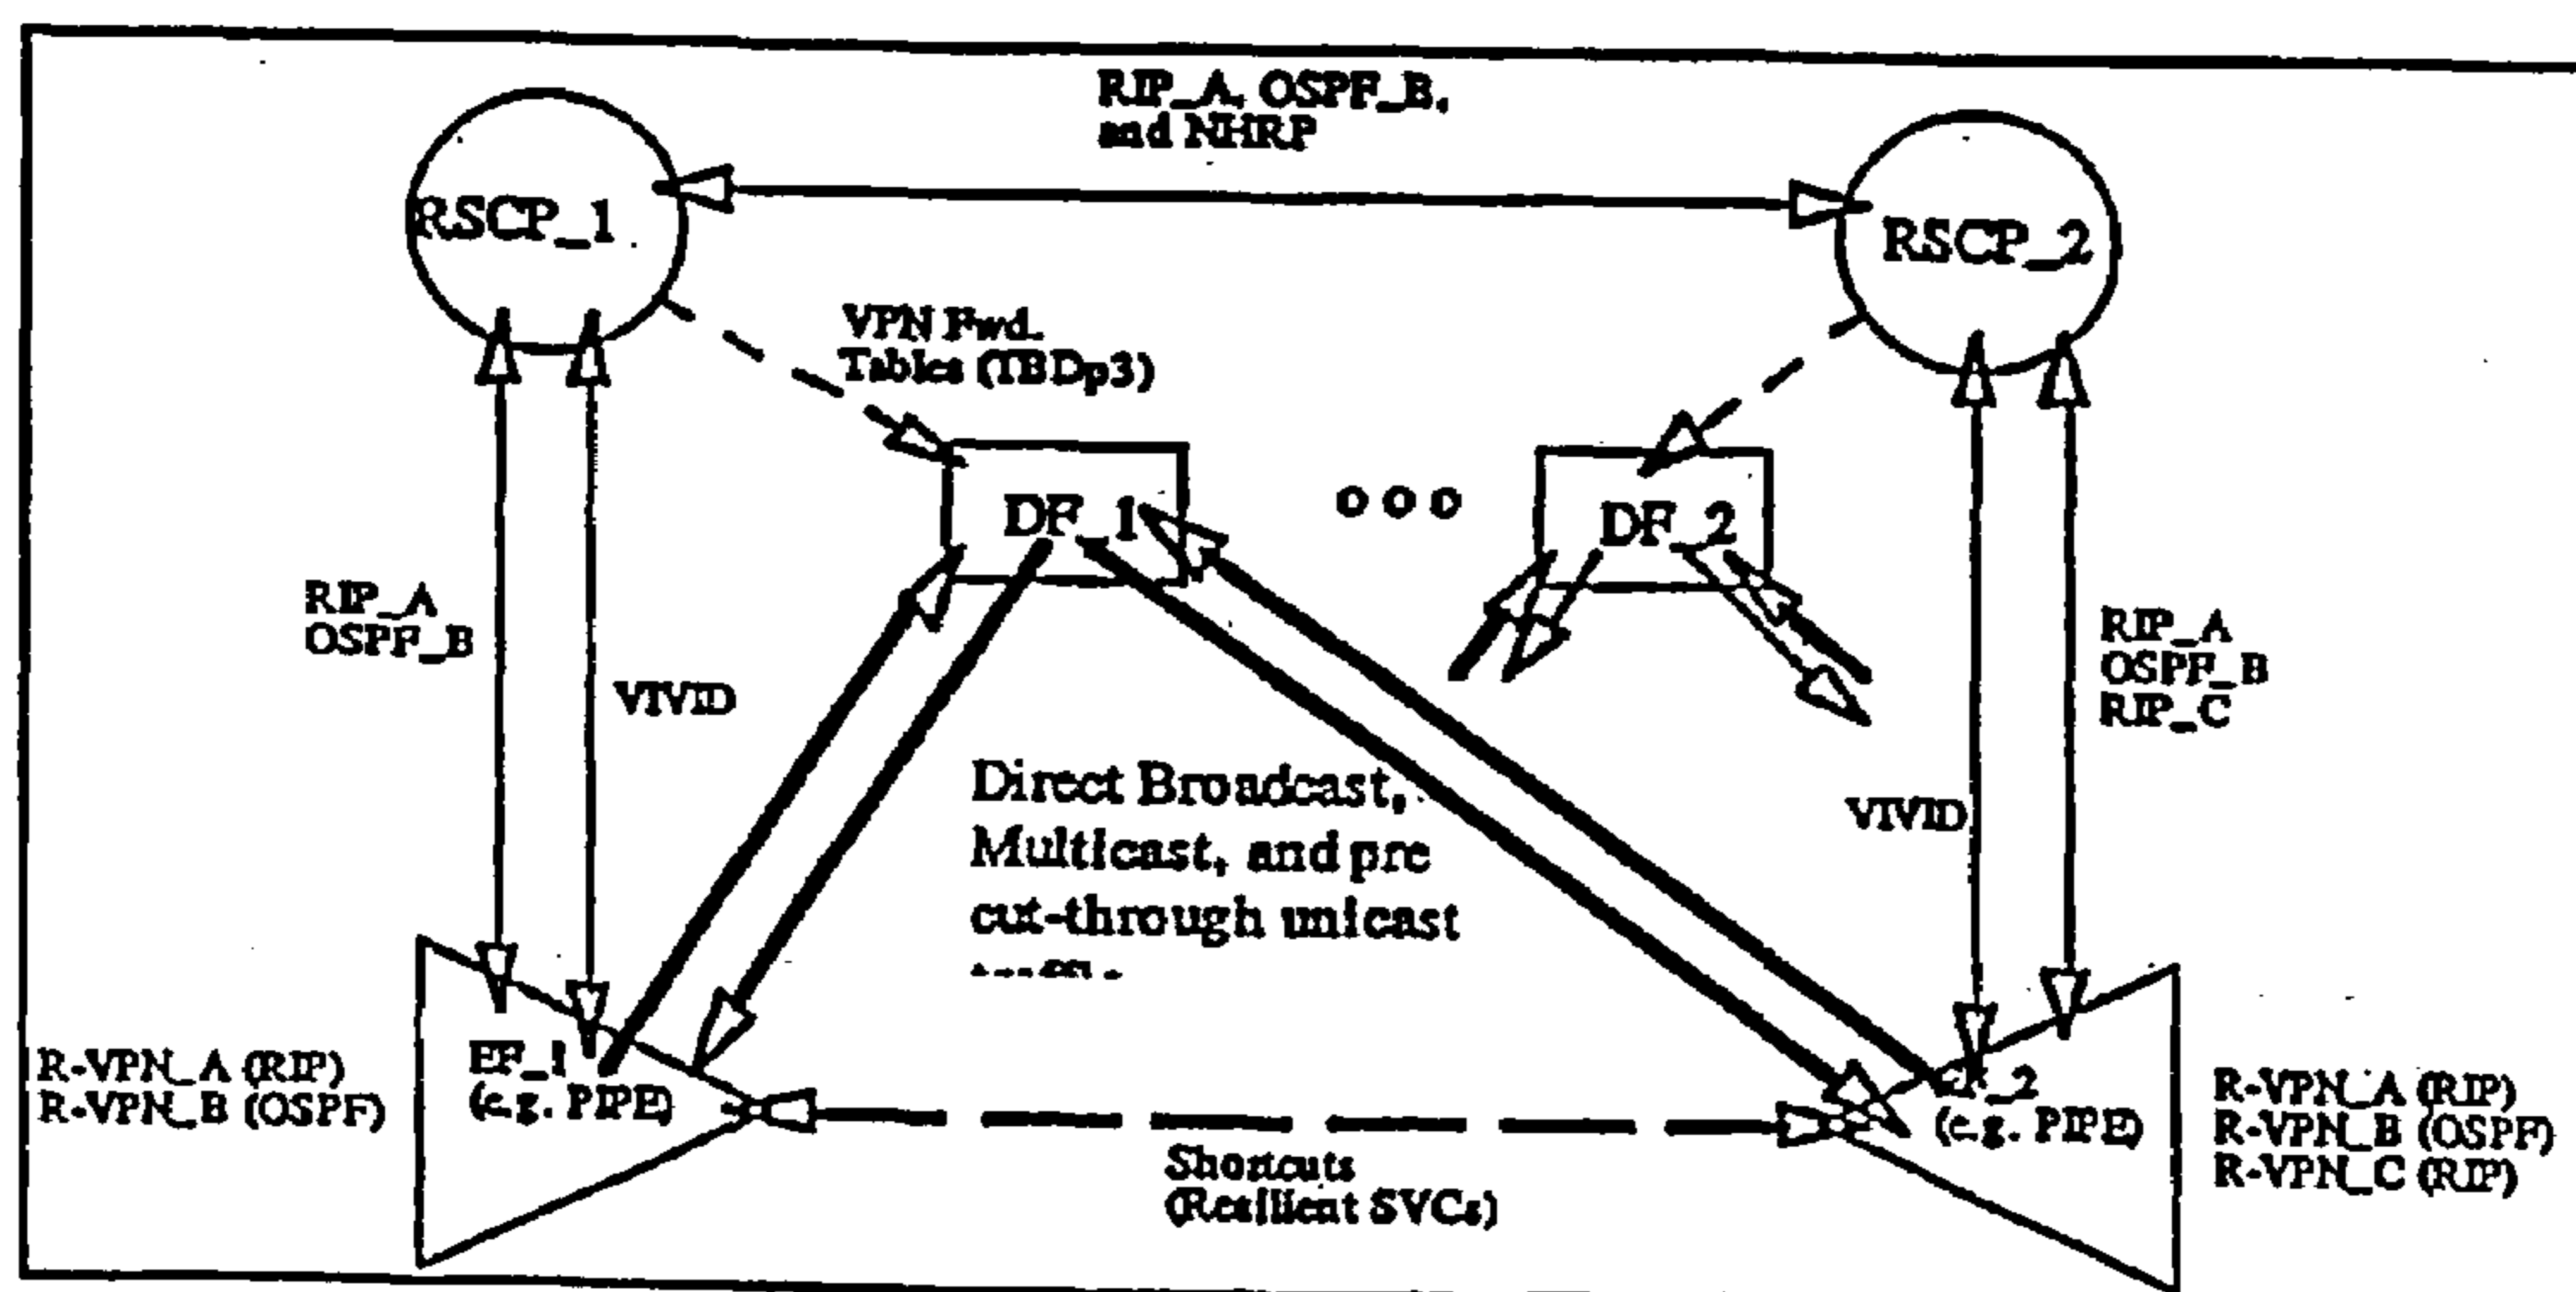 RIP_A, OSPF_B,
and NHRP
RSCP_1
RSCP_2
VPN Fwd.
Tables (TBDp3)
DF_1
o o o
DF_2
RIP_A
OSPF_B
VIVID
RIP_A
OSPF_B
RIP_C
VIVID
Direct Broadcast,
Multicast, and pre
cut-through unicast
R-VPN_A (RIP)
R-VPN_B (OSPF)
EF_1
(e.g. PIPE)
_2
(e.g. PIPE)
R-VPN_A (RIP)
R-VPN_B (OSPF)
R-VPN_C (RIP)
Shortcuts
(Resilient SVCs)